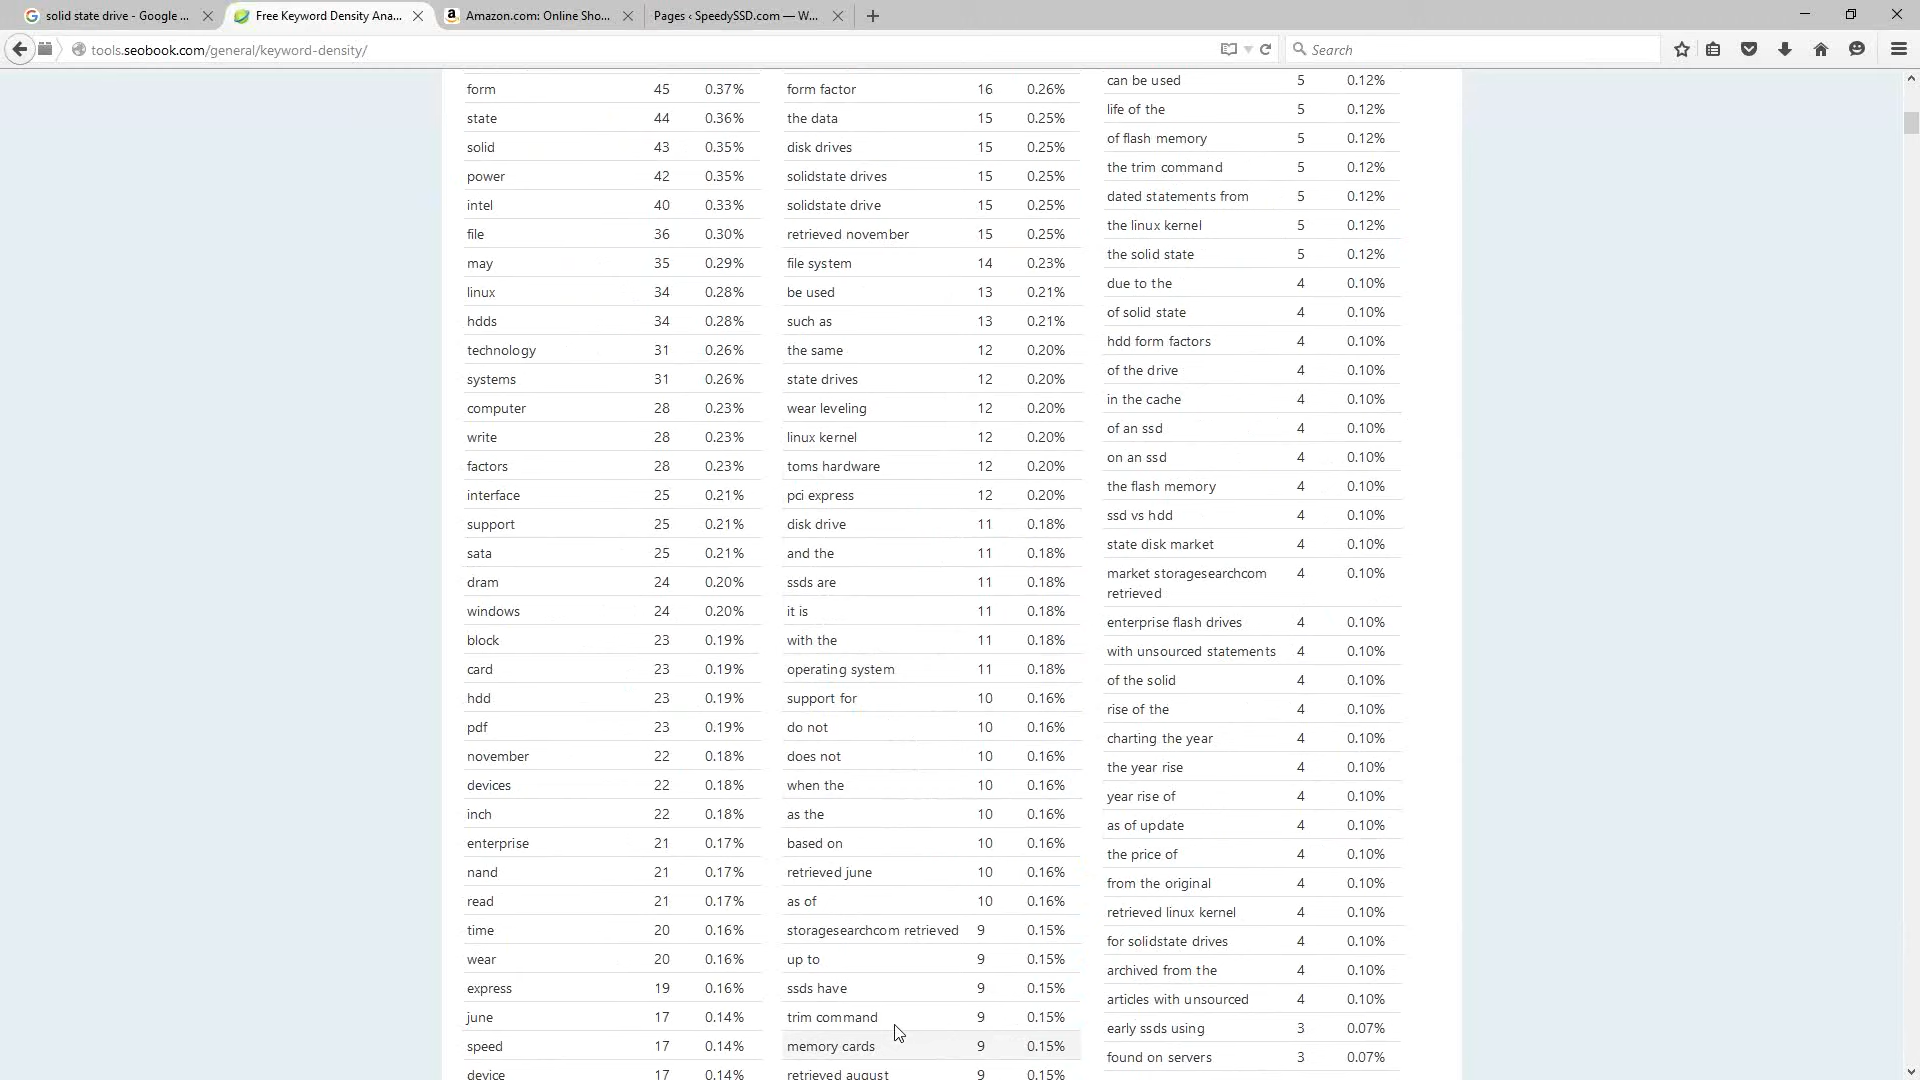 solid state drive - Google ...
Free Keyword Density Ana...
Amazon.com: Online Sho...
Pages ‹ SpeedySSD.com — W...
tools.seobook.com/general/keyword-density/
Search
form 45 0.37%
state 44 0.36%
solid 43 0.35%
power 42 0.35%
intel 40 0.33%
file 36 0.30%
may 35 0.29%
linux 34 0.28%
hdds 34 0.28%
technology 31 0.26%
systems 31 0.26%
computer 28 0.23%
write 28 0.23%
factors 28 0.23%
interface 25 0.21%
support 25 0.21%
sata 25 0.21%
dram 24 0.20%
windows 24 0.20%
block 23 0.19%
card 23 0.19%
hdd 23 0.19%
pdf 23 0.19%
november 22 0.18%
devices 22 0.18%
inch 22 0.18%
enterprise 21 0.17%
nand 21 0.17%
read 21 0.17%
time 20 0.16%
wear 20 0.16%
express 19 0.16%
june 17 0.14%
speed 17 0.14%
device 17 0.14%
form factor 16 0.26%
the data 15 0.25%
disk drives 15 0.25%
solidstate drives 15 0.25%
solidstate drive 15 0.25%
retrieved november 15 0.25%
file system 14 0.23%
be used 13 0.21%
such as 13 0.21%
the same 12 0.20%
state drives 12 0.20%
wear leveling 12 0.20%
linux kernel 12 0.20%
toms hardware 12 0.20%
pci express 12 0.20%
disk drive 11 0.18%
and the 11 0.18%
ssds are 11 0.18%
it is 11 0.18%
with the 11 0.18%
operating system 11 0.18%
support for 10 0.16%
do not 10 0.16%
does not 10 0.16%
when the 10 0.16%
as the 10 0.16%
based on 10 0.16%
retrieved june 10 0.16%
as of 10 0.16%
storagesearchcom retrieved 9 0.15%
up to 9 0.15%
ssds have 9 0.15%
trim command 9 0.15%
memory cards 9 0.15%
retrieved august 9 0.15%
can be used 5 0.12%
life of the 5 0.12%
of flash memory 5 0.12%
the trim command 5 0.12%
dated statements from 5 0.12%
the linux kernel 5 0.12%
the solid state 5 0.12%
due to the 4 0.10%
of solid state 4 0.10%
hdd form factors 4 0.10%
of the drive 4 0.10%
in the cache 4 0.10%
of an ssd 4 0.10%
on an ssd 4 0.10%
the flash memory 4 0.10%
ssd vs hdd 4 0.10%
state disk market 4 0.10%
market storagesearchcom 4 0.10%
retrieved
enterprise flash drives 4 0.10%
with unsourced statements 4 0.10%
of the solid 4 0.10%
rise of the 4 0.10%
charting the year 4 0.10%
the year rise 4 0.10%
year rise of 4 0.10%
as of update 4 0.10%
the price of 4 0.10%
from the original 4 0.10%
retrieved linux kernel 4 0.10%
for solidstate drives 4 0.10%
archived from the 4 0.10%
articles with unsourced 4 0.10%
early ssds using 3 0.07%
found on servers 3 0.07%